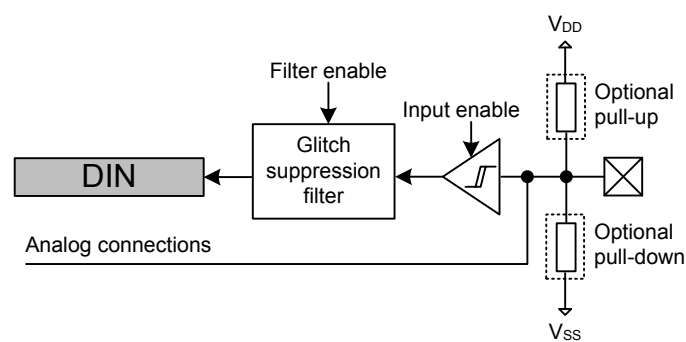 VDD
Filter enable
Optional
pull-up
Input enable
Glitch
suppression
filter
DIN
Analog connections
Optional
pull-down
VSS